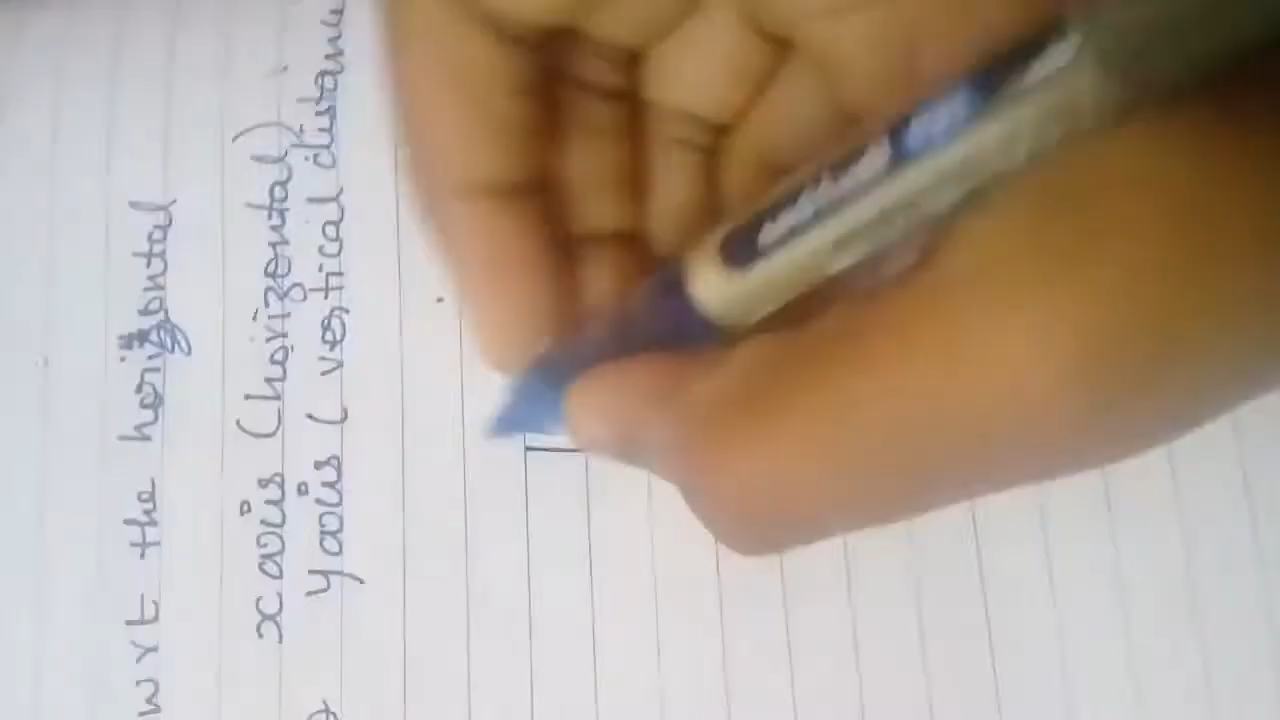 wrt the horizontal
x axis (horizontal)
y axis ( vertical distance